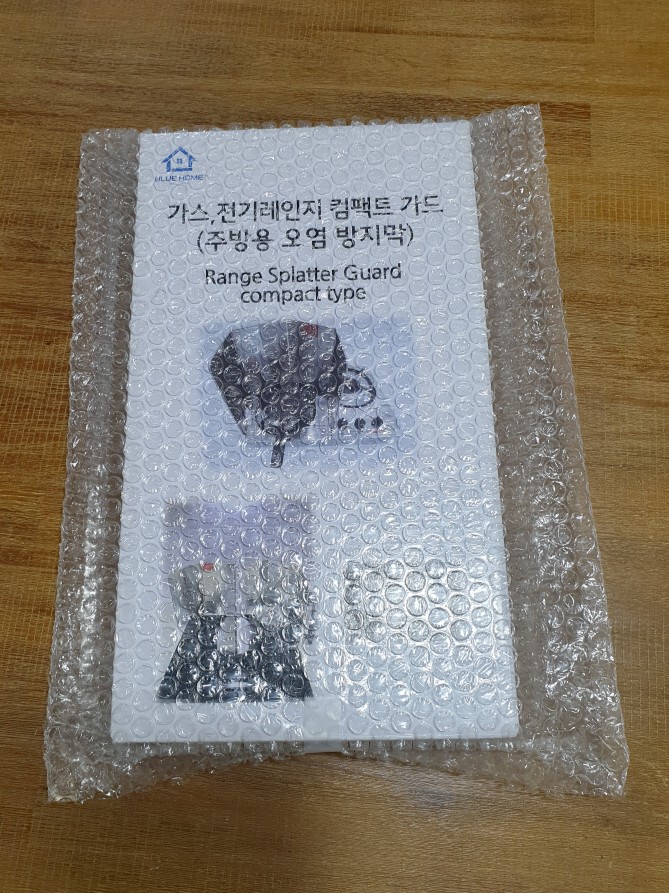 BLUE HOME
가스,전기레인지 컴팩트 가드
(주방용 오염 방지막)
Range Splatter Guard
compact type